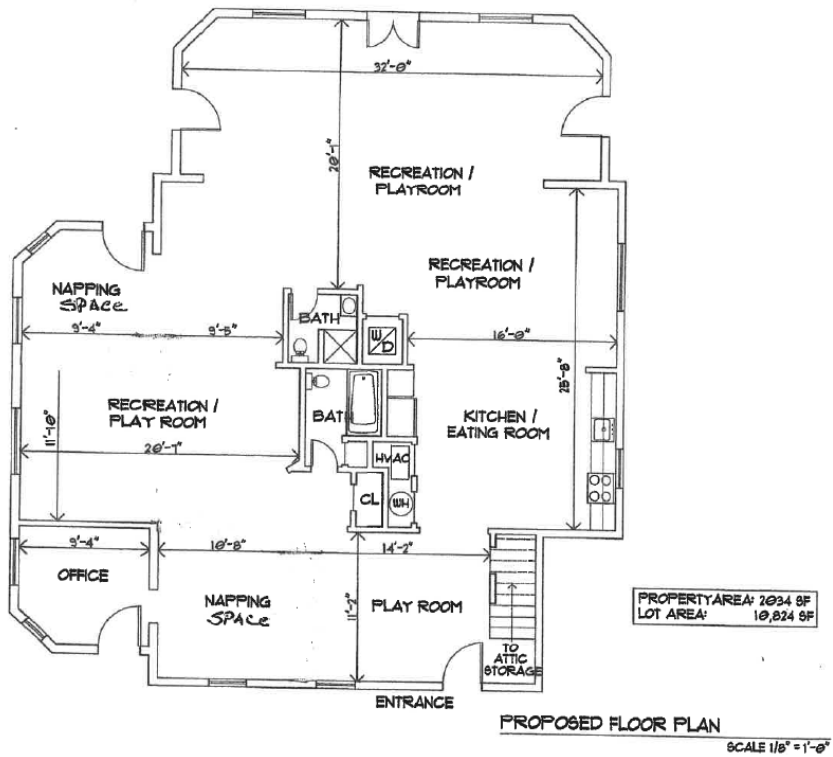 32'-0"
20'-1"
RECREATION /
PLAYROOM
RECREATION /
PLAYROOM
NAPPING
SPACE
BATH
W
D
9'-4"
9'-5"
16'-0"
25'-8"
RECREATION /
PLAY ROOM
11'-10"
BATH
KITCHEN /
EATING ROOM
20'-7"
HVAC
CL
WH
9'-4"
10'-8"
14'-2"
OFFICE
NAPPING
SPACE
11'-2"
PLAY ROOM
TO
ATTIC
STORAGE
PROPERTY AREA: 2034 SF
LOT AREA: 10,824 SF
ENTRANCE
PROPOSED FLOOR PLAN
SCALE 1/8" = 1'-0"